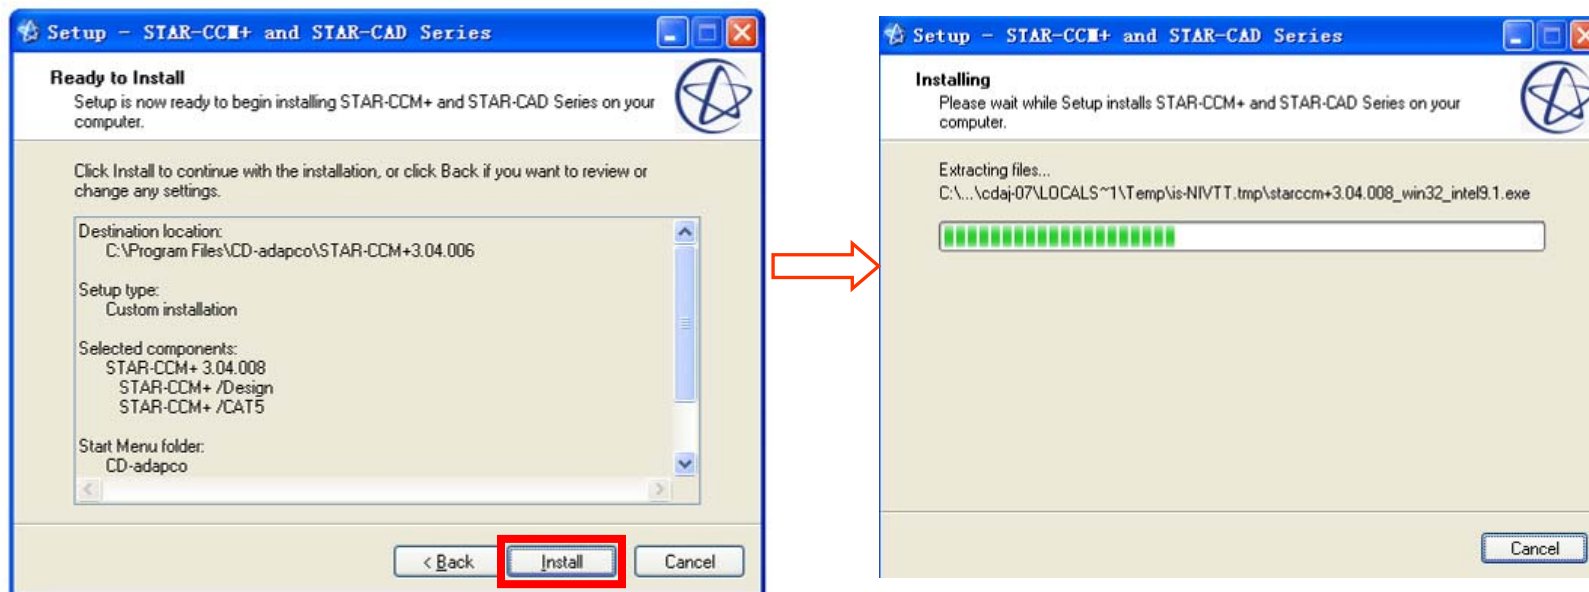 Setup - STAR-CCM+ and STAR-CAD Series
Ready to Install
Setup is now ready to begin installing STAR-CCM+ and STAR-CAD Series on your
computer.
Click Install to continue with the installation, or click Back if you want to review or
change any settings.
Destination location:
C:\Program Files\CD-adapco\STAR-CCM+3.04.006
Setup type:
Custom installation
Selected components:
STAR-CCM+ 3.04.008
STAR-CCM+ /Design
STAR-CCM+ /CAT5
Start Menu folder:
CD-adapco
< Back
Install
Cancel
Setup - STAR-CCM+ and STAR-CAD Series
Installing
Please wait while Setup installs STAR-CCM+ and STAR-CAD Series on your
computer.
Extracting files...
C:\...\cdaj-07\LOCALS~1\Temp\is-NIVTT.tmp\starccm+3.04.008_win32_intel9.1.exe
Cancel